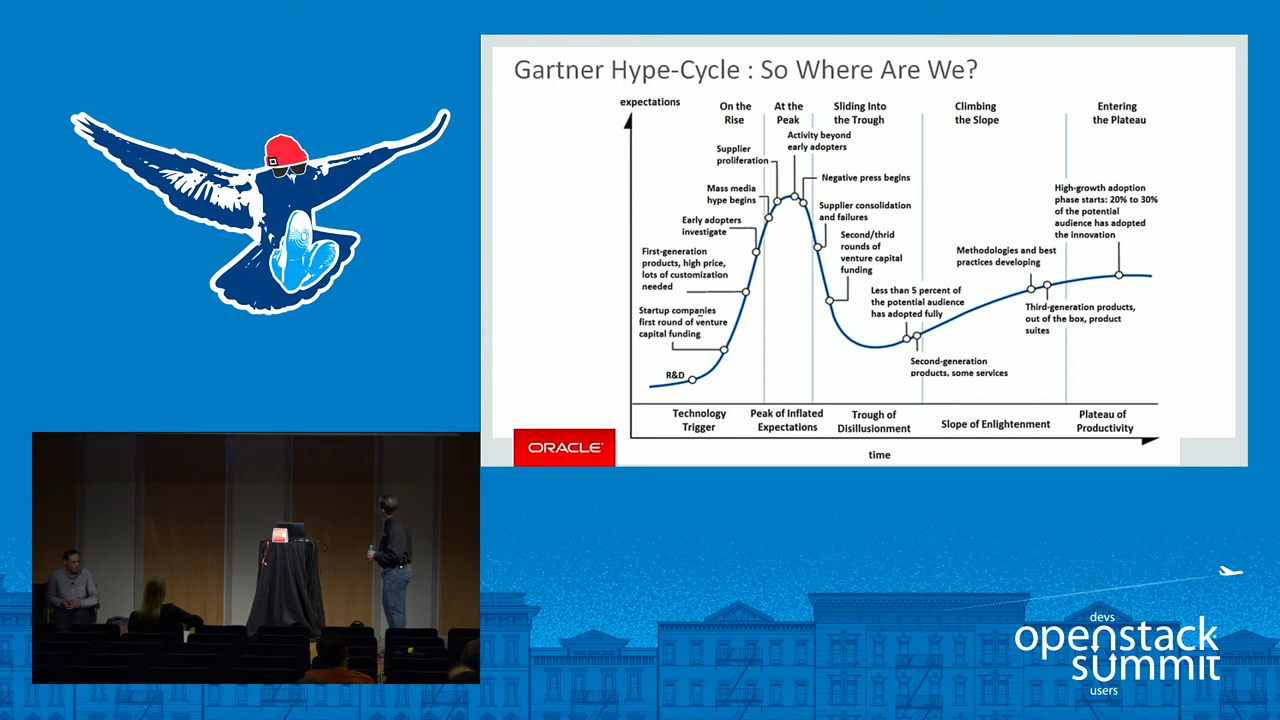 Gartner Hype-Cycle : So Where Are We?
expectations
On the
Rise
At the
Peak
Sliding Into
the Trough
Climbing
the Slope
Entering
the Plateau
Activity beyond
early adopters
Supplier
proliferation
Negative press begins
Mass media
hype begins
Supplier consolidation
and failures
Early adopters
investigate
Second/thrid
rounds of
venture capital
funding
First-generation
products, high price,
lots of customization
needed
Startup companies
first round of venture
capital funding
R&D
Less than 5 percent of
the potential audience
has adopted fully
Second-generation
products, some services
Methodologies and best
practices developing
Third-generation products,
out of the box, product
suites
High-growth adoption
phase starts: 20% to 30%
of the potential
audience has adopted
the innovation
Technology
Trigger
Peak of Inflated
Expectations
Trough of
Disillusionment
Slope of Enlightenment
Plateau of
Productivity
time
ORACLE
devs
openstack
summit
users